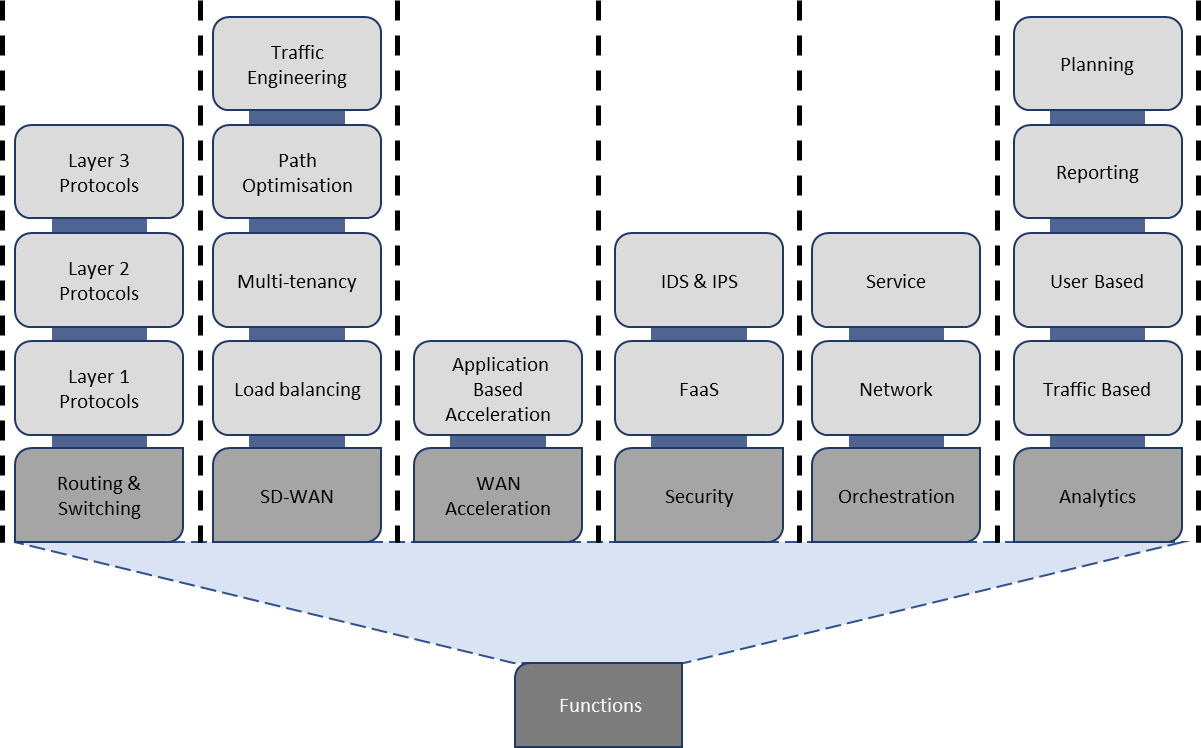 Traffic
Engineering
Planning
Layer 3
Protocols
Path
Optimisation
Reporting
Layer 2
Protocols
Multi-tenancy
IDS & IPS
Service
User Based
Layer 1
Protocols
Load balancing
Application
Based
Acceleration
FaaS
Network
Traffic Based
Routing &
Switching
SD-WAN
WAN
Acceleration
Security
Orchestration
Analytics
Functions